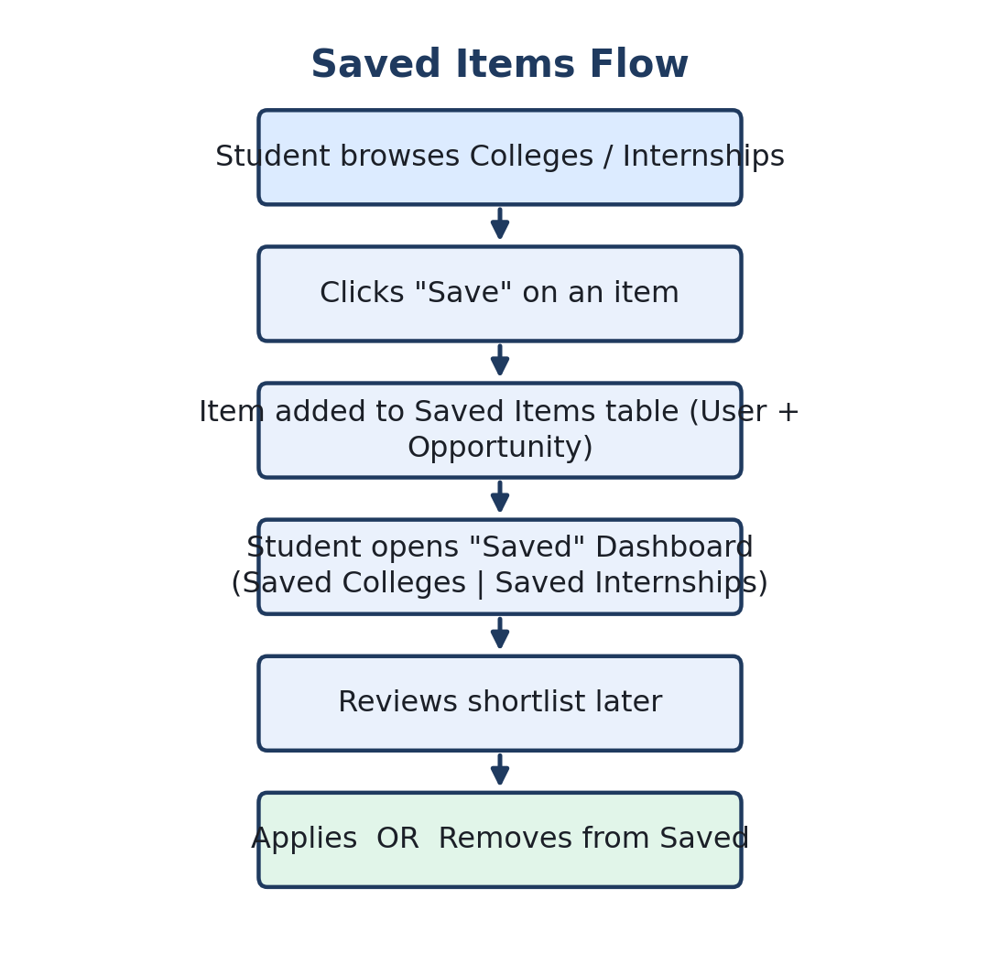 Saved Items Flow
Student browses Colleges / Internships
Clicks "Save" on an item
Item added to Saved Items table (User +
Opportunity)
Student opens "Saved" Dashboard
(Saved Colleges | Saved Internships)
Reviews shortlist later
Applies  OR  Removes from Saved